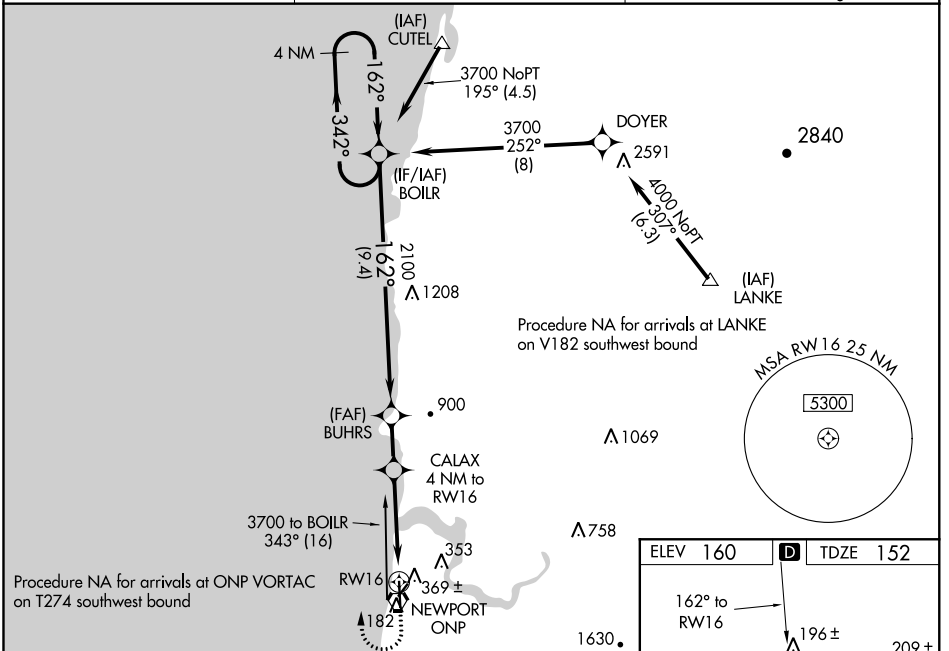 (IAF)
CUTEL
4 NM
162°
342°
3700 NoPT
195° (4.5)
3700
252°
(8)
DOYER
2591
2840
(IF/IAF)
BOILR
4000 NoPT
307°
(6.3)
(IAF)
LANKE
2100
162°
(9.4)
1208
Procedure NA for arrivals at LANKE
on V182 southwest bound
MSA RW16 25 NM
5300
(FAF)
BUHRS
900
1069
CALAX
4 NM to
RW16
3700 to BOILR
343° (16)
758
353
Procedure NA for arrivals at ONP VORTAC
on T274 southwest bound
RW16
369 ±
NEWPORT
ONP
182
1630
ELEV 160
D
TDZE 152
162° to
RW16
196 ±
209 ±